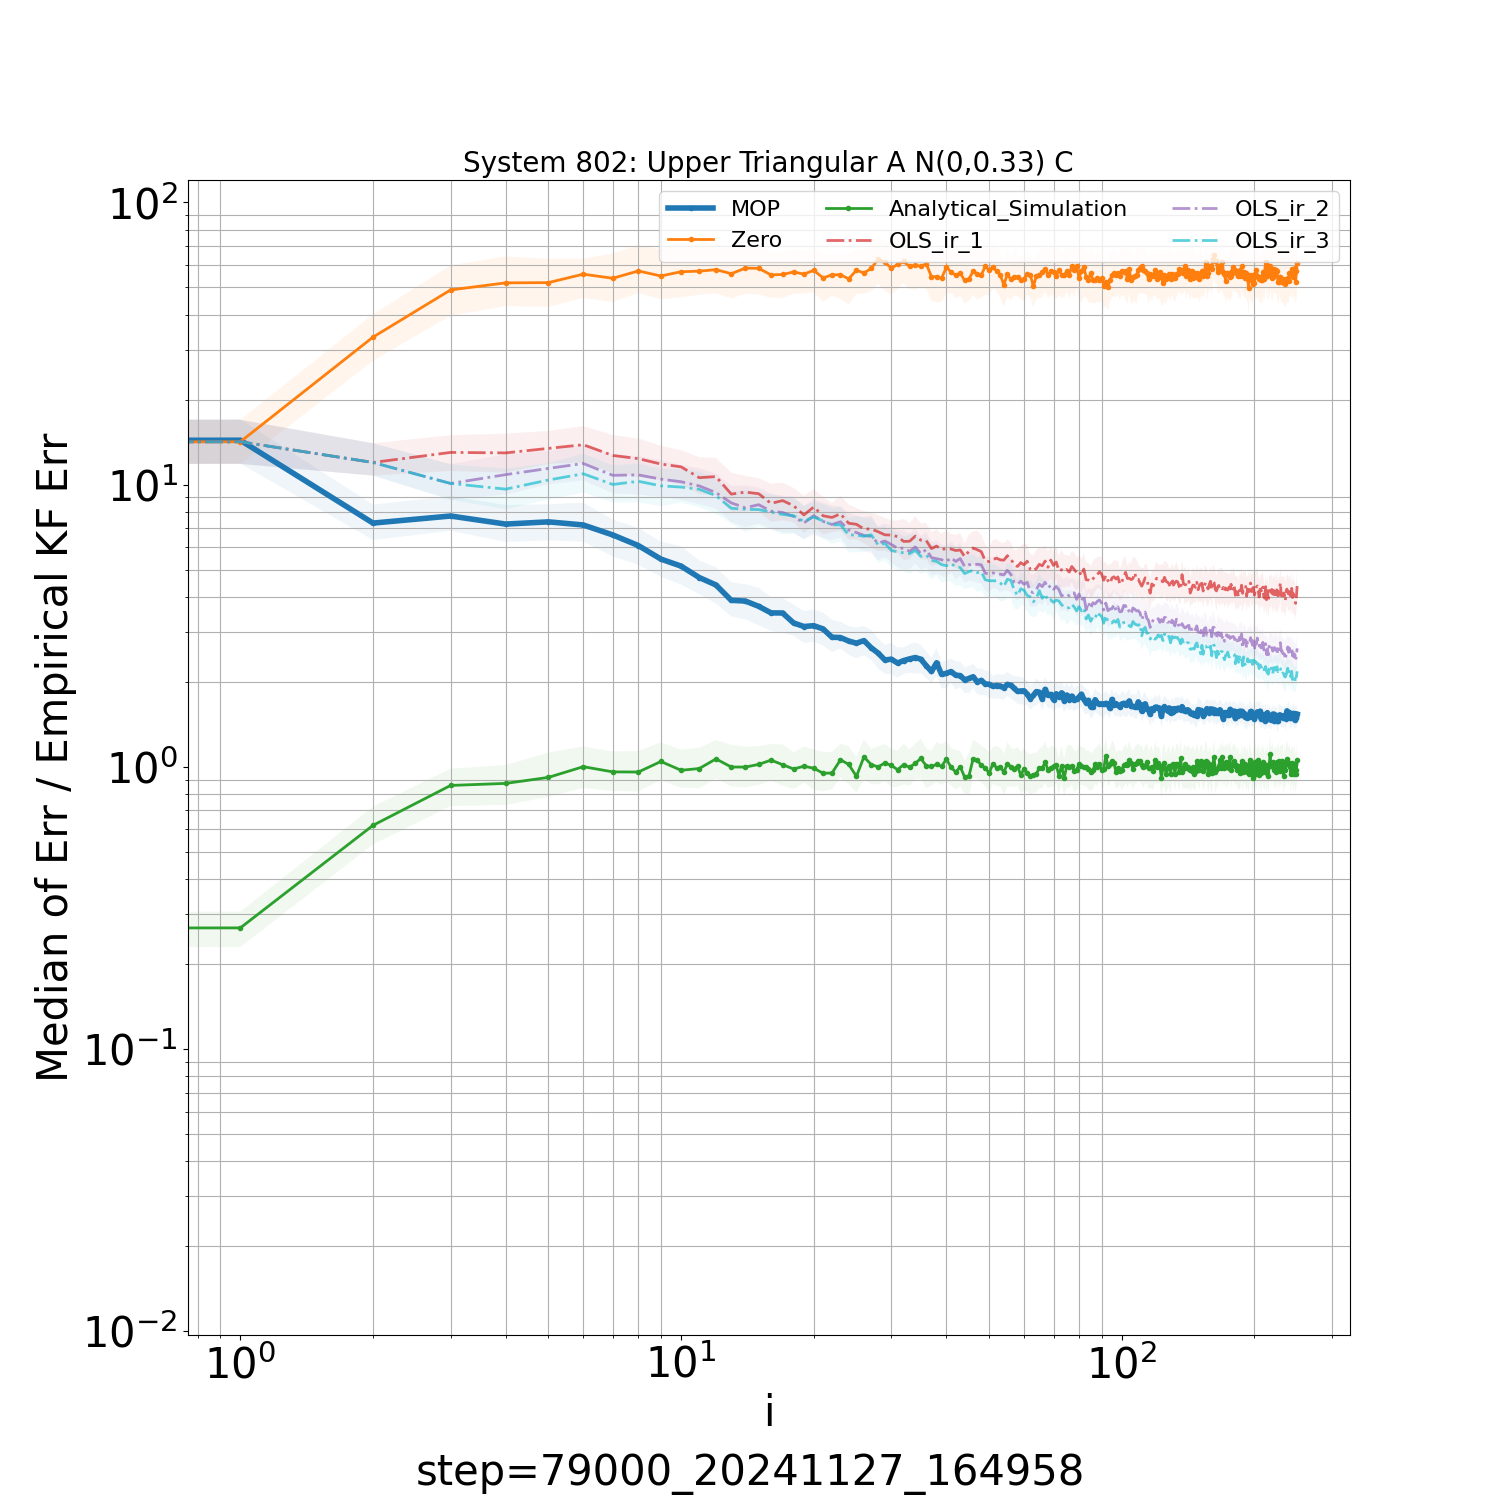 System 802: Upper Triangular A N(0,0.33) C
MOP
Zero
Analytical_Simulation
OLS_ir_1
OLS_ir_2
OLS_ir_3
Median of Err / Empirical KF Err
10²
10¹
10⁰
10⁻¹
10⁻²
10⁰ 10¹ 10²
i
step=79000_20241127_164958